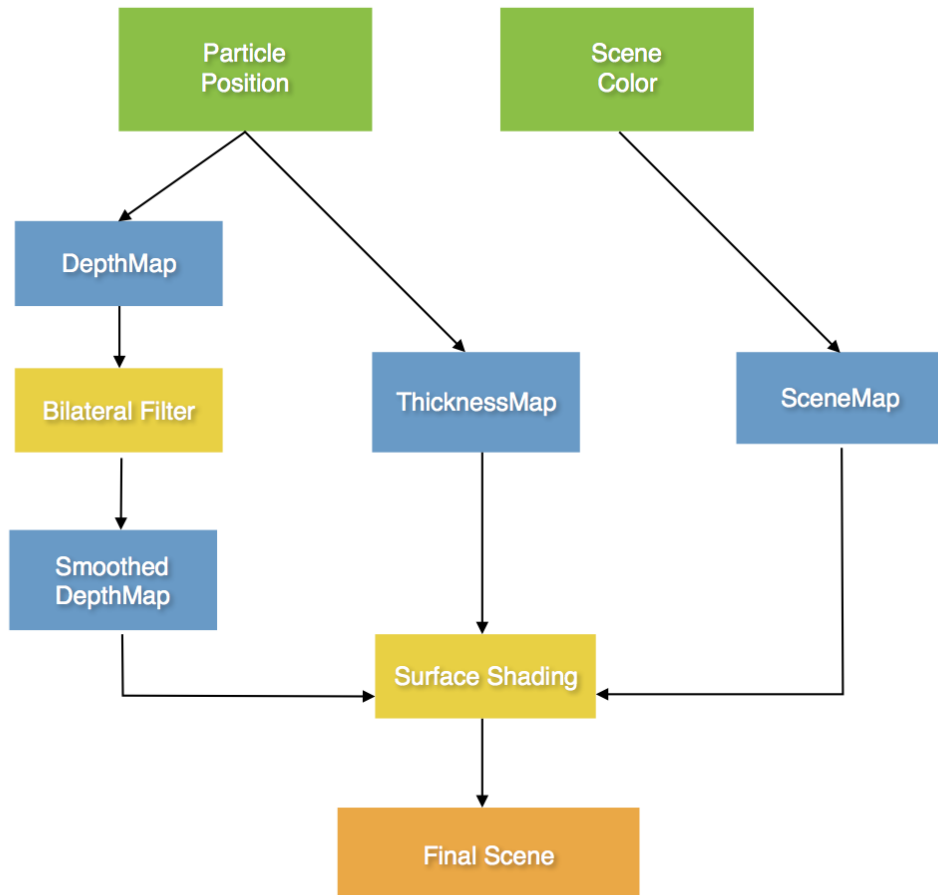 Particle
Position
Scene
Color
DepthMap
Bilateral Filter
ThicknessMap
SceneMap
Smoothed
DepthMap
Surface Shading
Final Scene